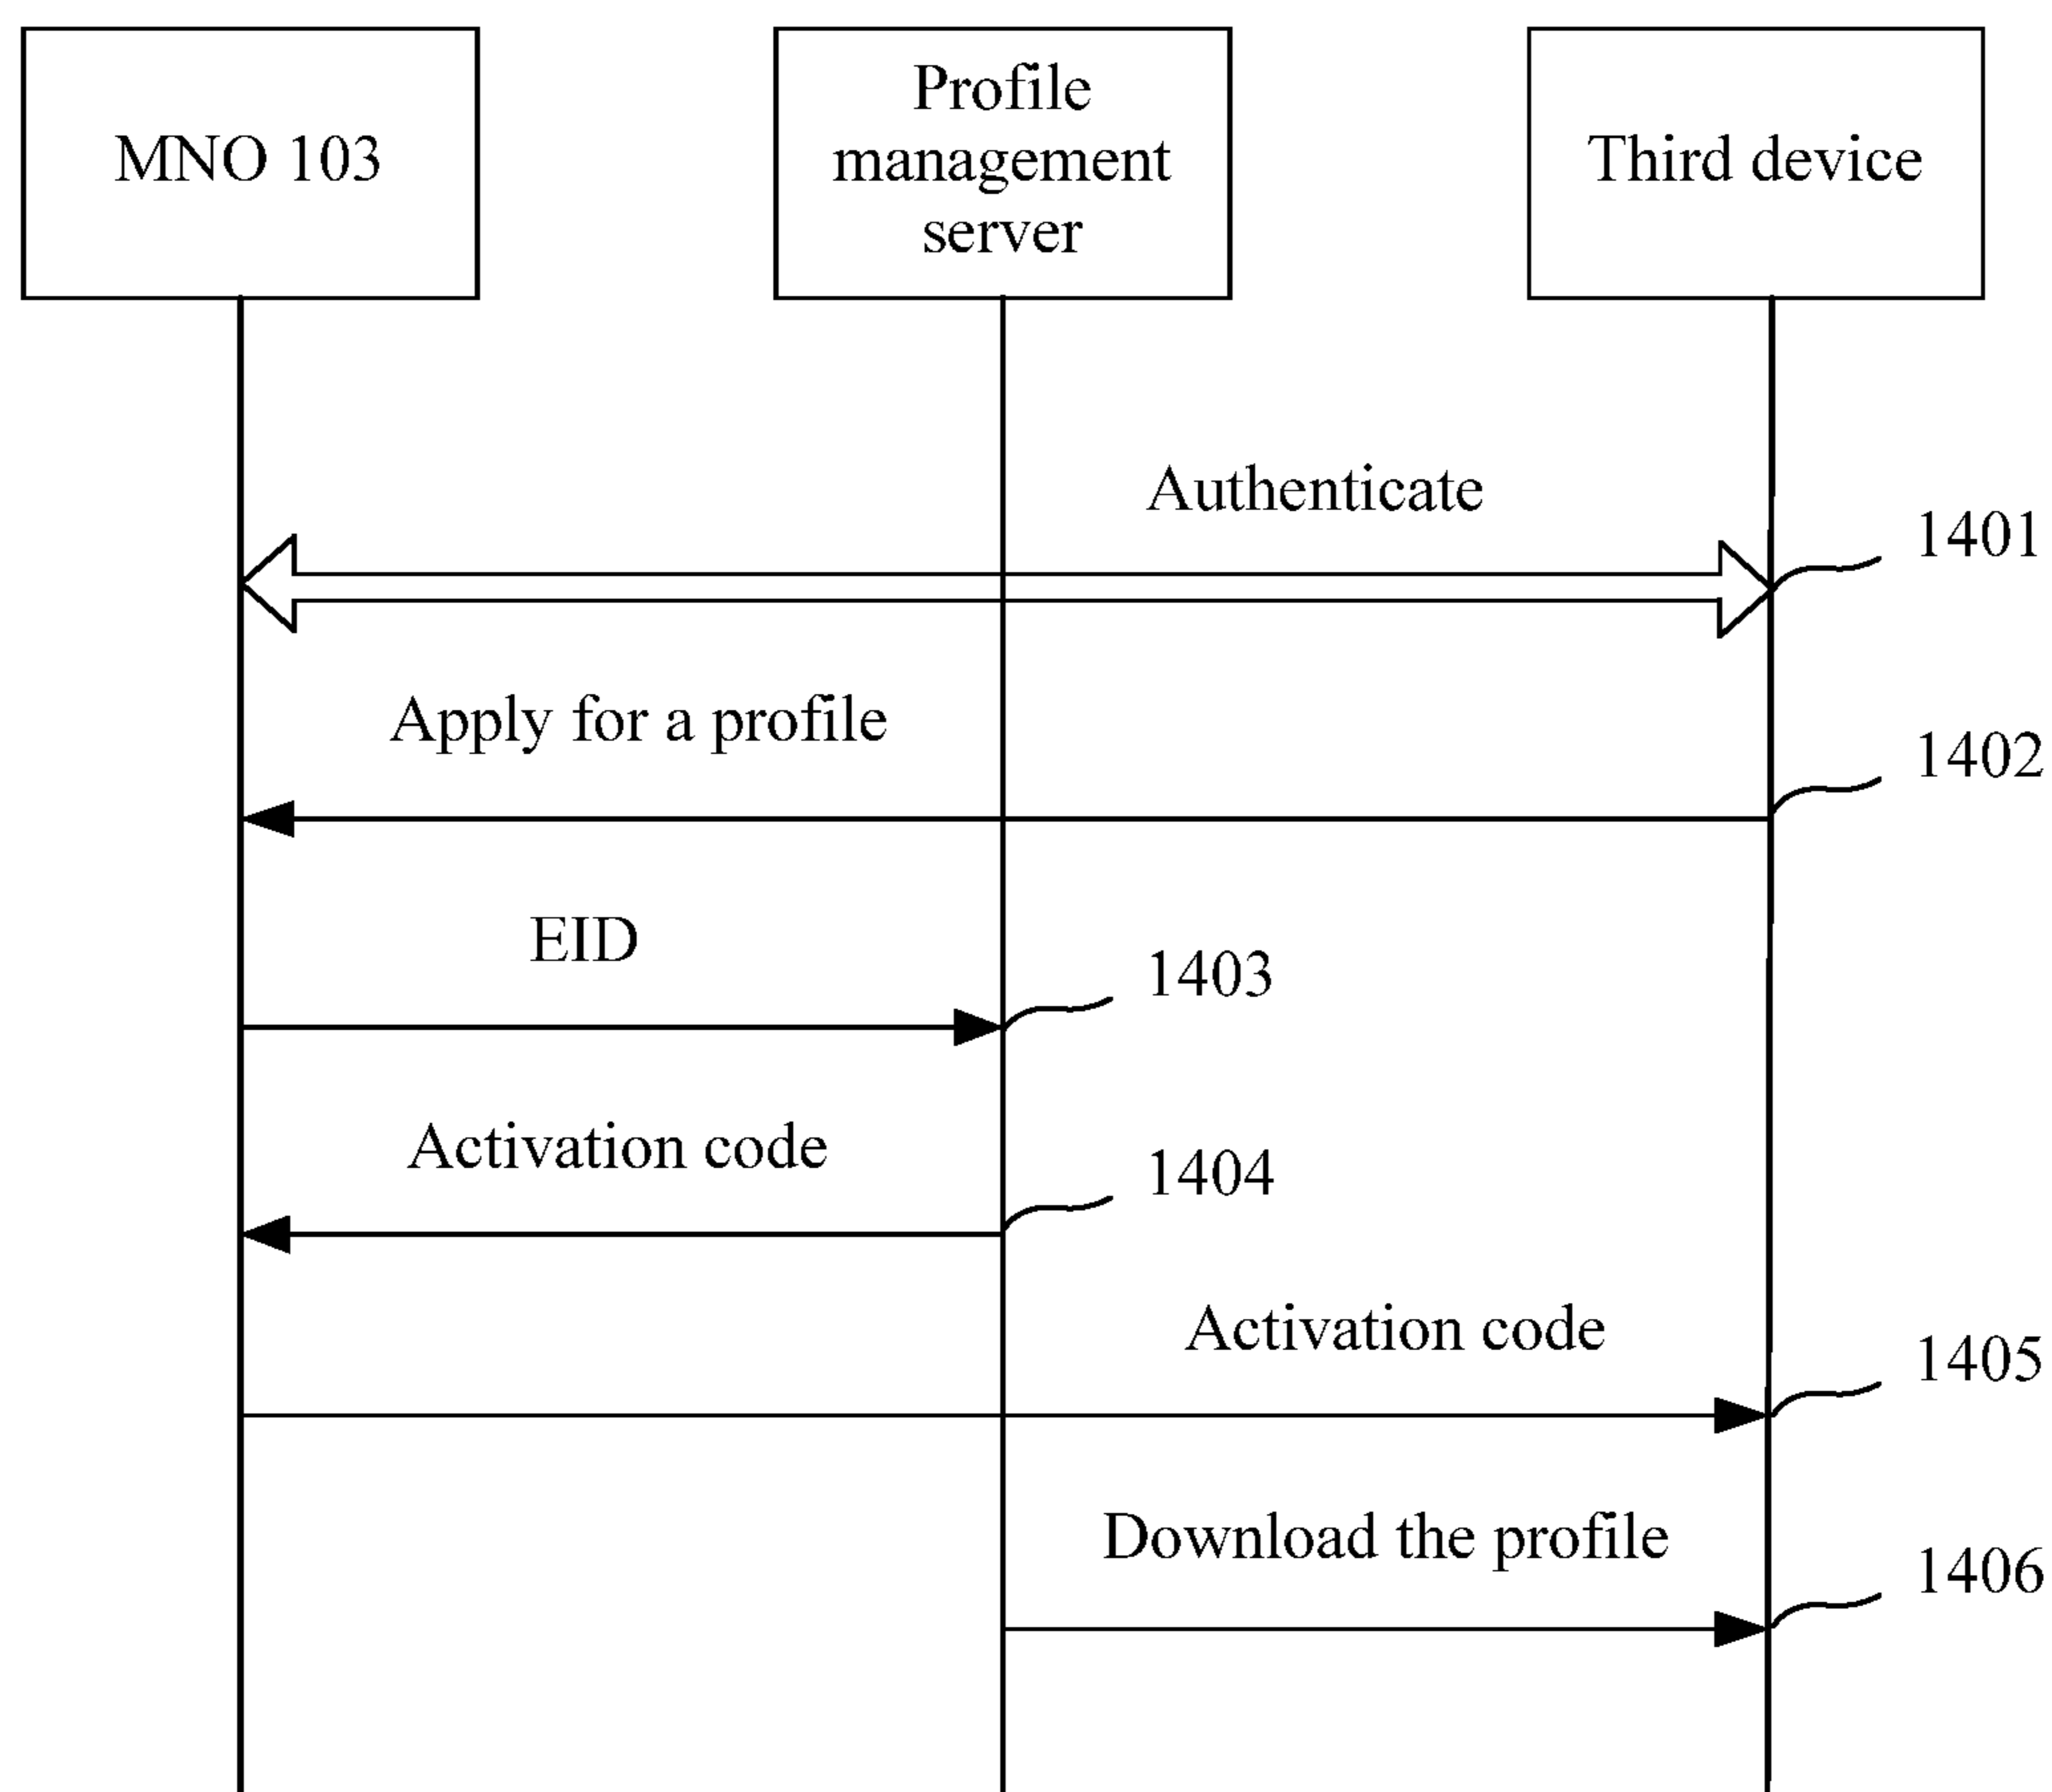 MNO 103
Profile
management
server
Third device
Authenticate
1401
Apply for a profile
1402
EID
1403
Activation code
1404
Activation code
1405
Download the profile
1406